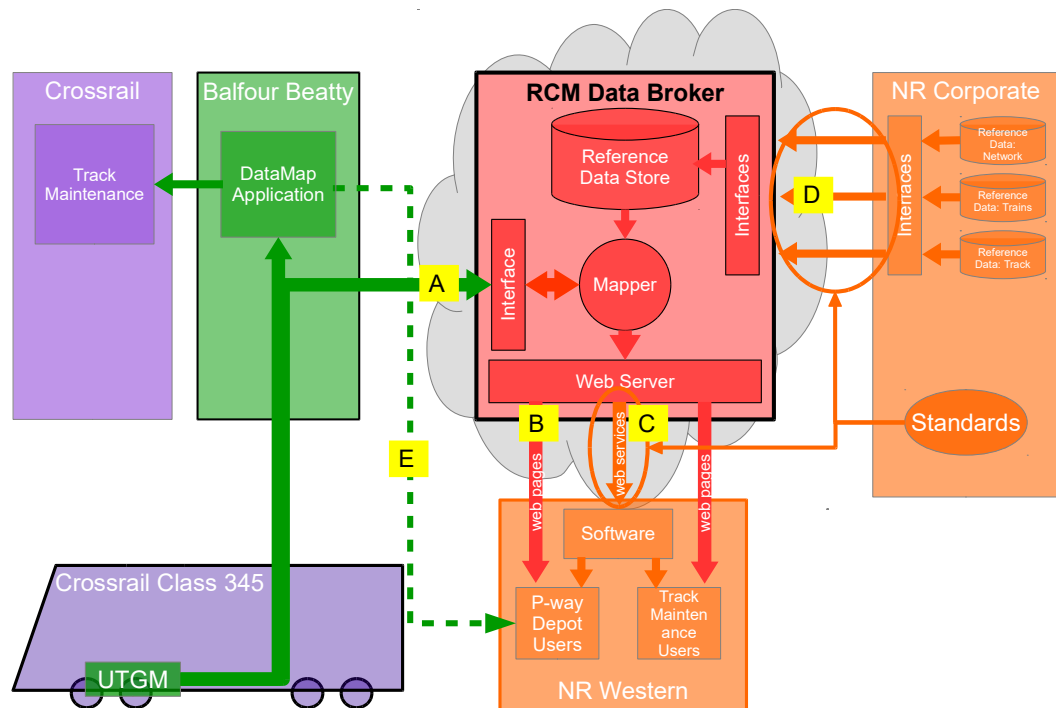 Crossrail
Track
Maintenance
Balfour Beatty
DataMap
Application
RCM Data Broker
Reference
Data Store
Interfaces
Interface
Mapper
Web Server
NR Corporate
Interraces
Reference
Data:
Network
Reference
Data: Trains
Reference
Data: Track
Standards
A
B
C
D
E
web pages
web services
web pages
Software
P-way
Depot
Users
Track
Mainten
ance
Users
NR Western
Crossrail Class 345
UTGM